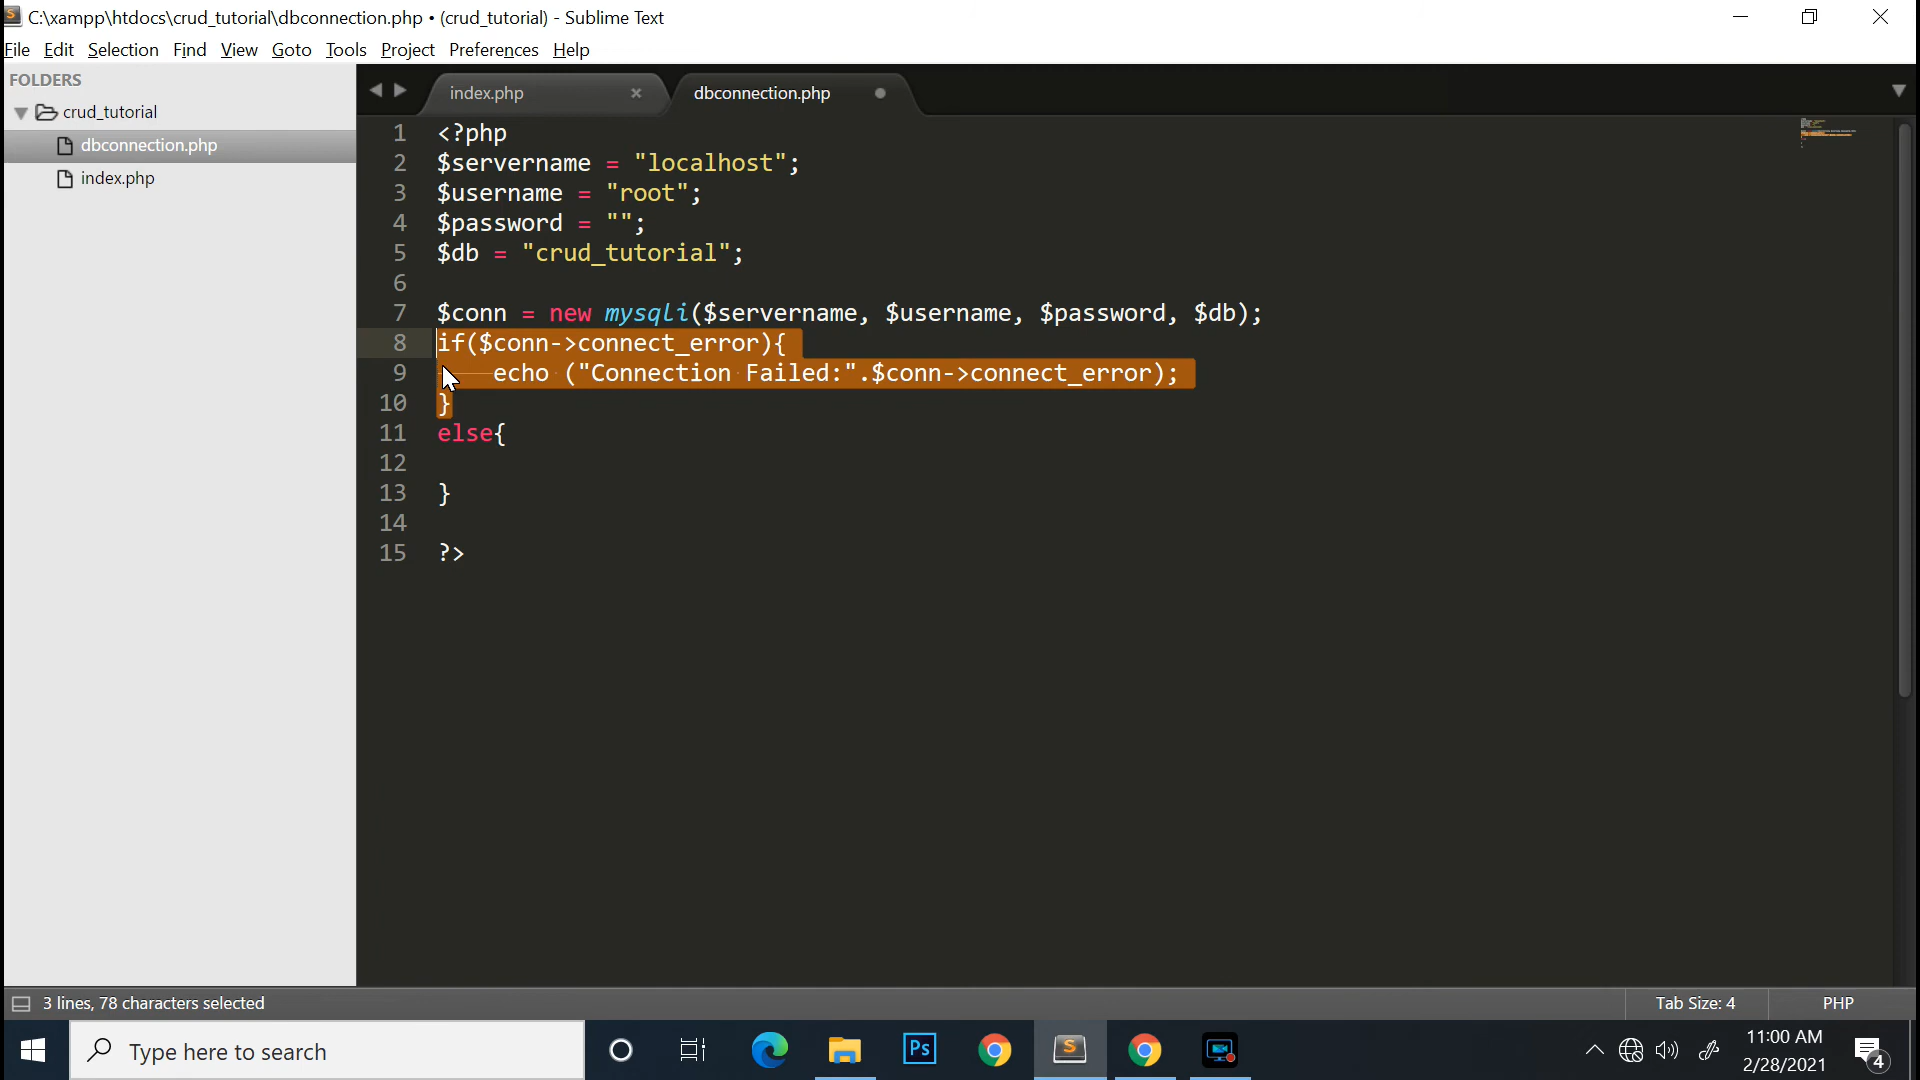 C:\xampp\htdocs\crud_tutorial\dbconnection.php • (crud_tutorial) - Sublime Text
File Edit Selection Find View Goto Tools Project Preferences Help
FOLDERS
crud_tutorial
dbconnection.php
index.php
index.php × dbconnection.php
1 <?php
2 $servername = "localhost";
3 $username = "root";
4 $password = "";
5 $db = "crud_tutorial";
6
7 $conn = new mysqli($servername, $username, $password, $db);
8 if($conn->connect_error){
9 echo ("Connection Failed:".$conn->connect_error);
10 }
11 else{
12
13 }
14
15 ?>
3 lines, 78 characters selected Tab Size: 4 PHP
Type here to search
Ps
S
11:00 AM
2/28/2021
4